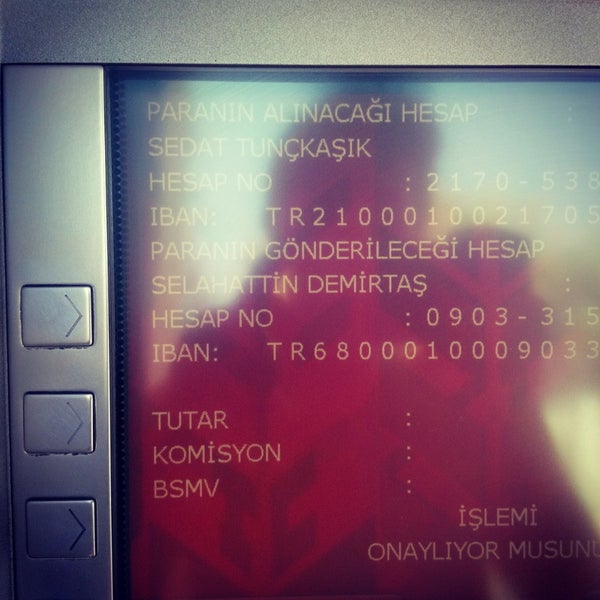 PARANIN ALINACAĞI HESAP :
SEDAT TUNÇKAŞIK
HESAP NO : 2170-538
IBAN: TR2100010021705
PARANIN GÖNDERİLECEĞİ HESAP
SELAHATTİN DEMİRTAŞ :
HESAP NO : 0903-315
IBAN: TR6800010009033
TUTAR :
KOMİSYON :
BSMV :
İŞLEMİ
ONAYLIYOR MUSUNU